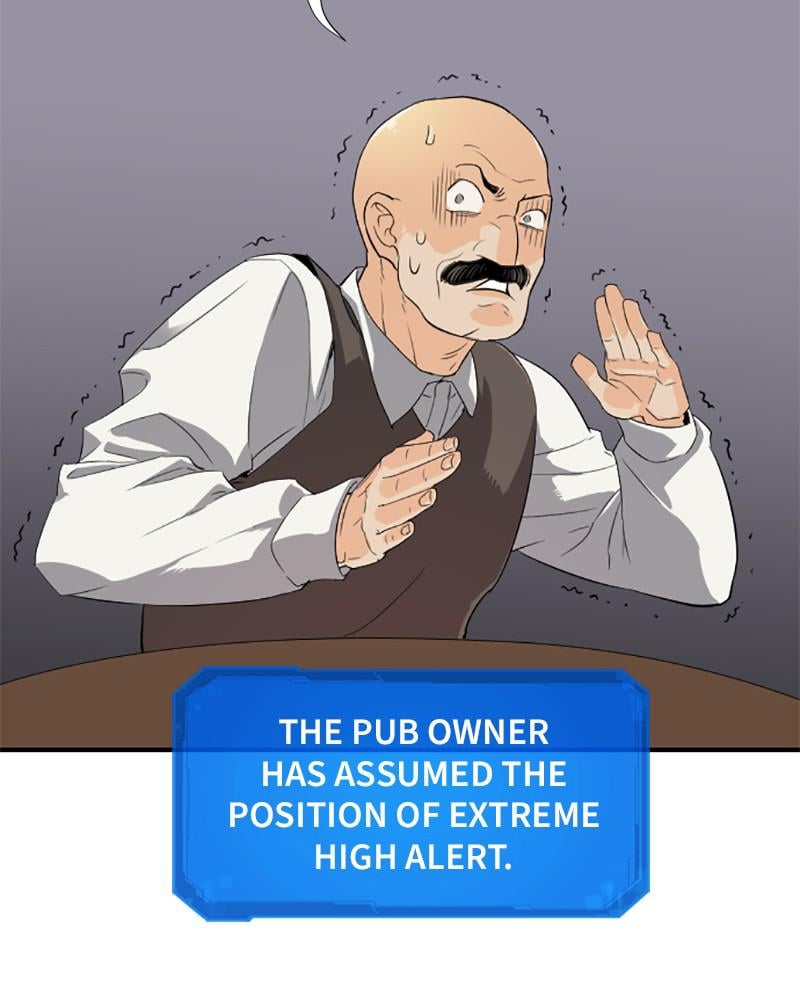 THE PUB OWNER
HAS ASSUMED THE
POSITION OF EXTREME
HIGH ALERT.